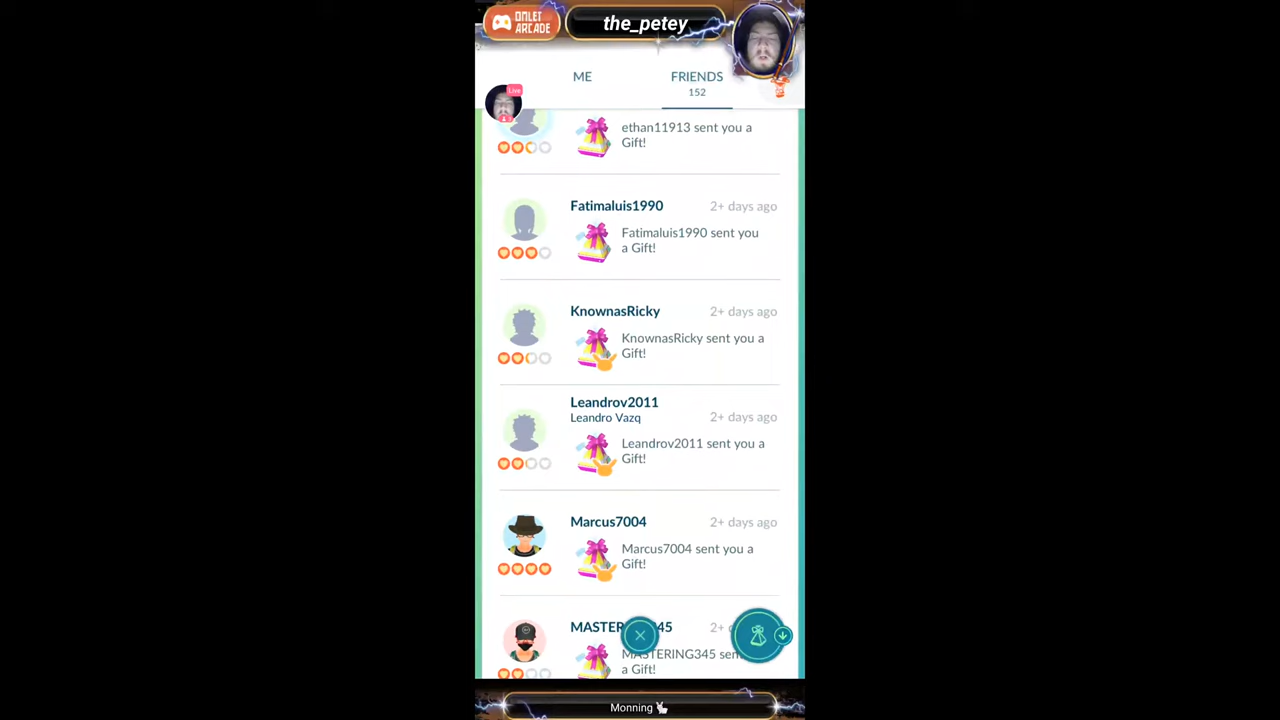 OMLET
ARCADE
the_petey
ME
FRIENDS
152
Live
ethan11913 sent you a
Gift!
Fatimaluis1990
2+ days ago
Fatimaluis1990 sent you
a Gift!
KnownasRicky
2+ days ago
KnownasRicky sent you a
Gift!
Leandrov2011
Leandro Vazq
2+ days ago
Leandrov2011 sent you a
Gift!
Marcus7004
2+ days ago
Marcus7004 sent you a
Gift!
2+
a Gift!
Monning